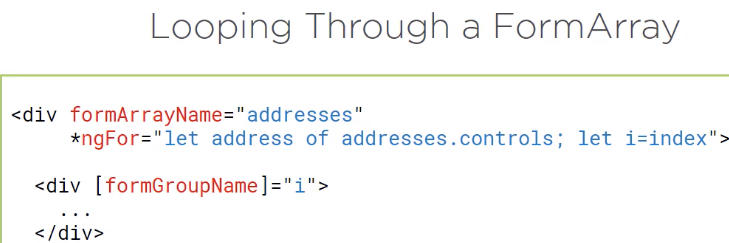 Looping Through a FormArray
<div formArrayName="addresses"
*ngFor="let address of addresses.controls; let i=index">
<div [formGroupName]="i">
...
</div>